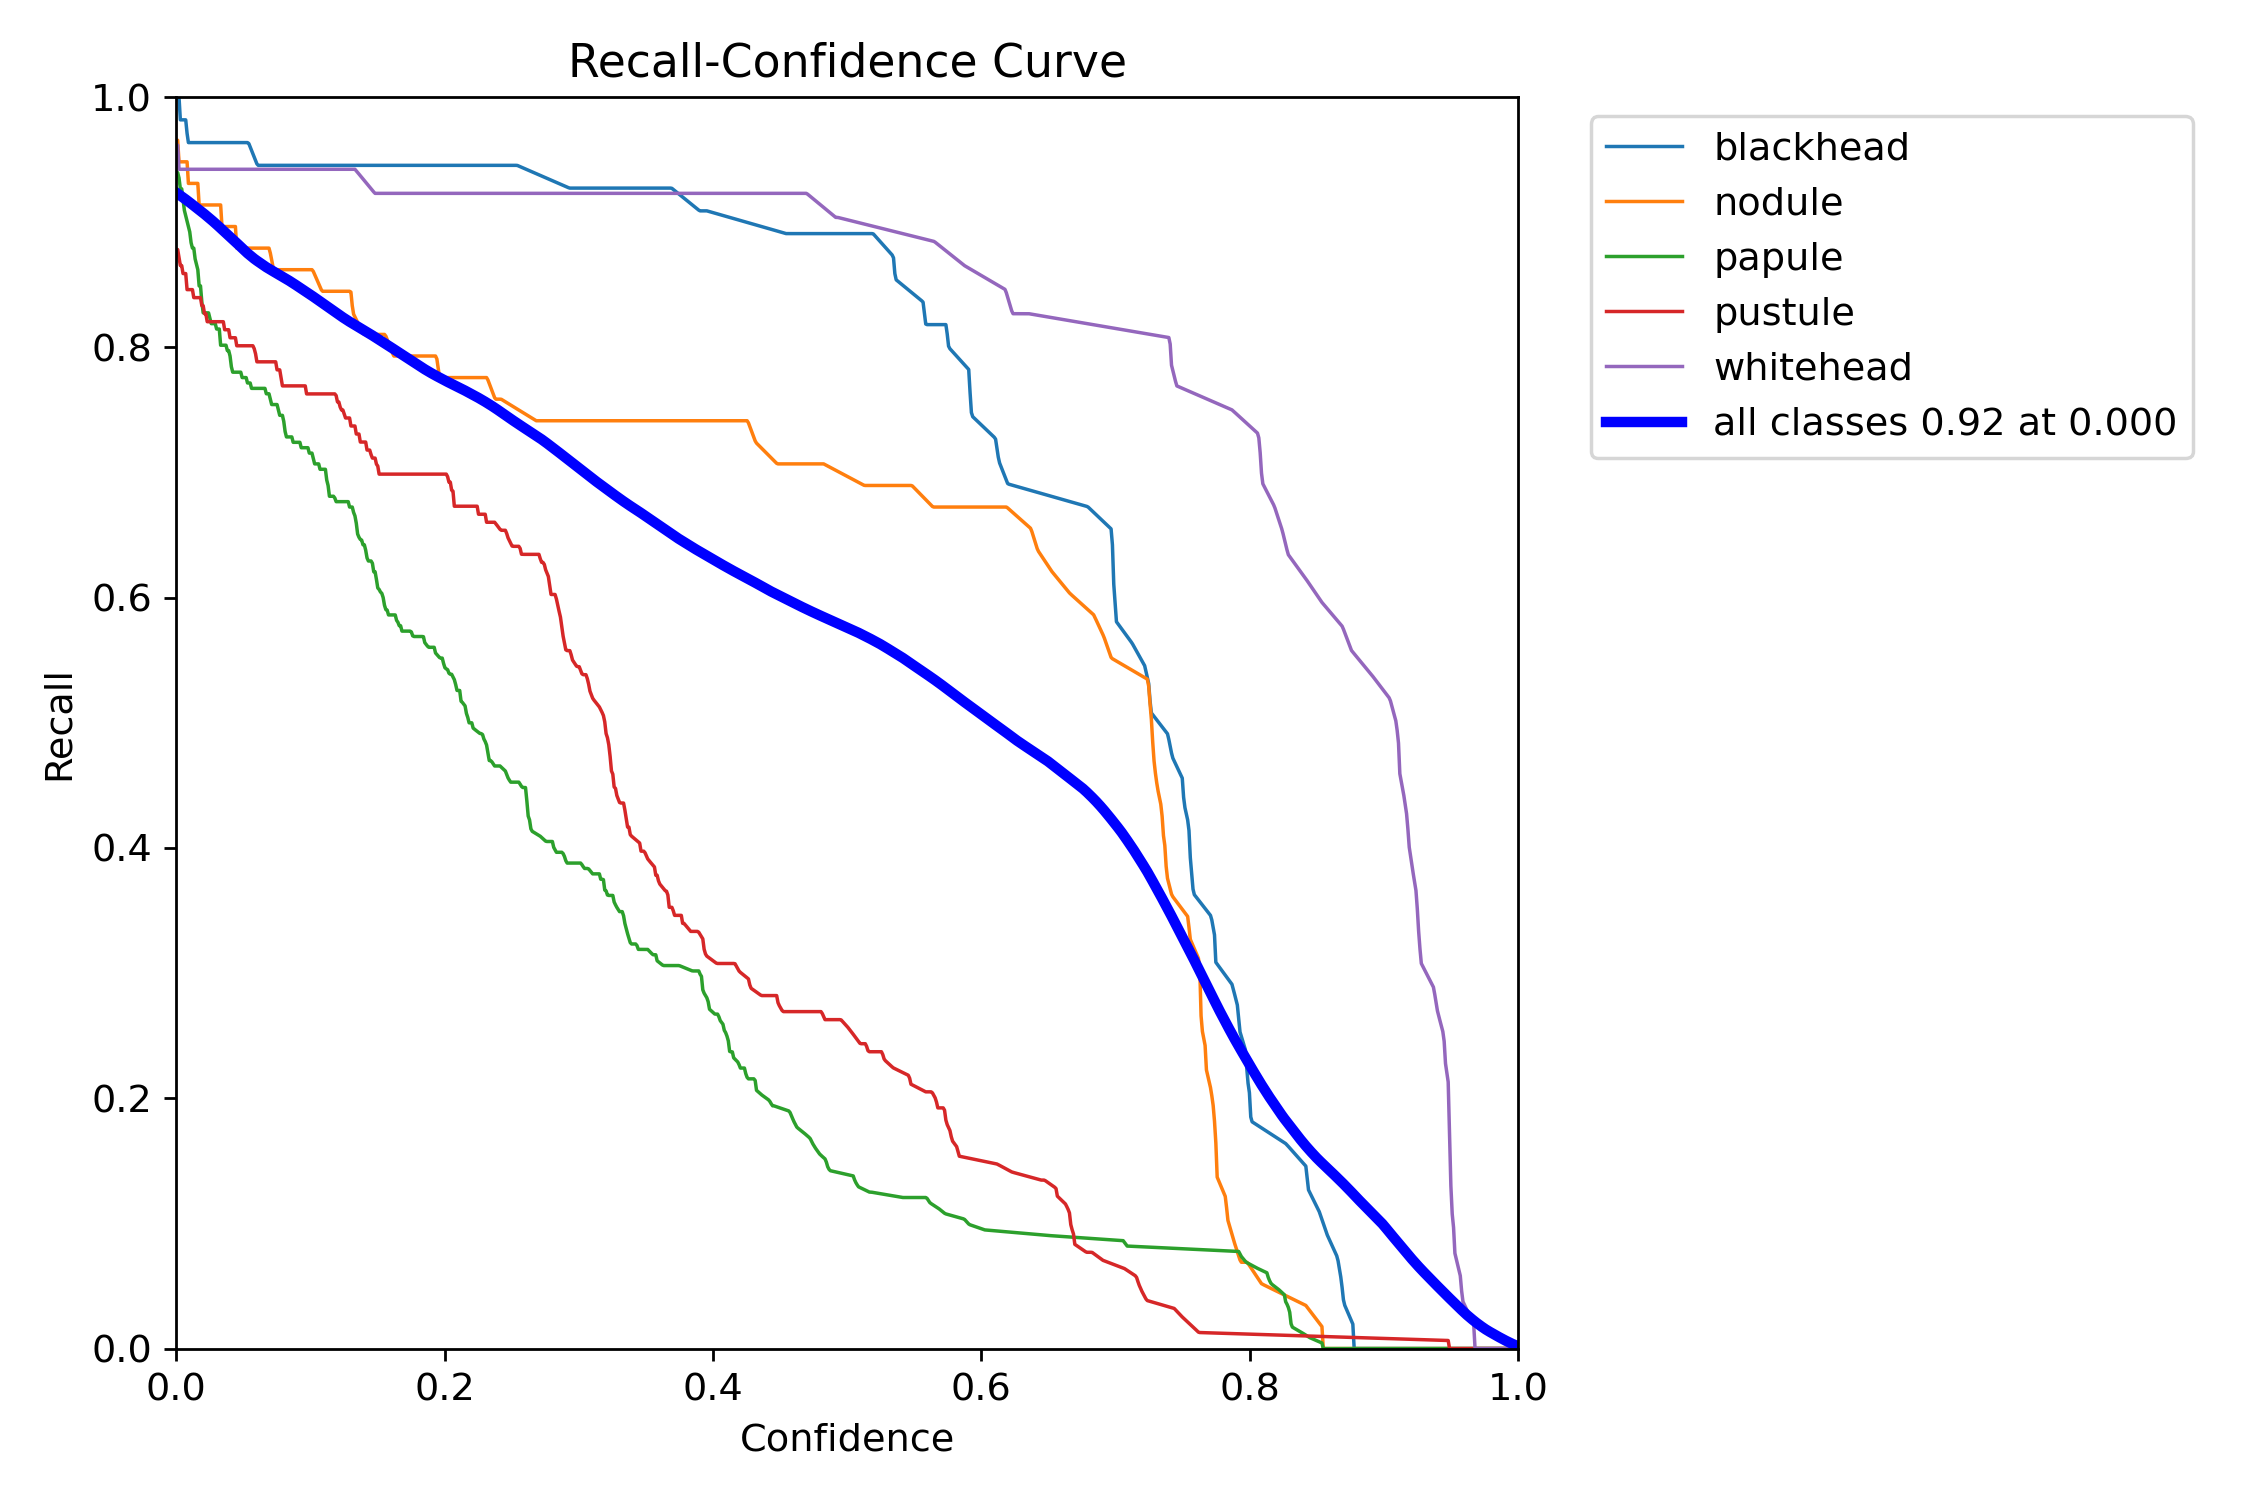 Recall-Confidence Curve
1.0
0.8
0.6
0.4
0.2
0.0
Recall
0.0 0.2 0.4 0.6 0.8 1.0
Confidence
blackhead
nodule
papule
pustule
whitehead
all classes 0.92 at 0.000